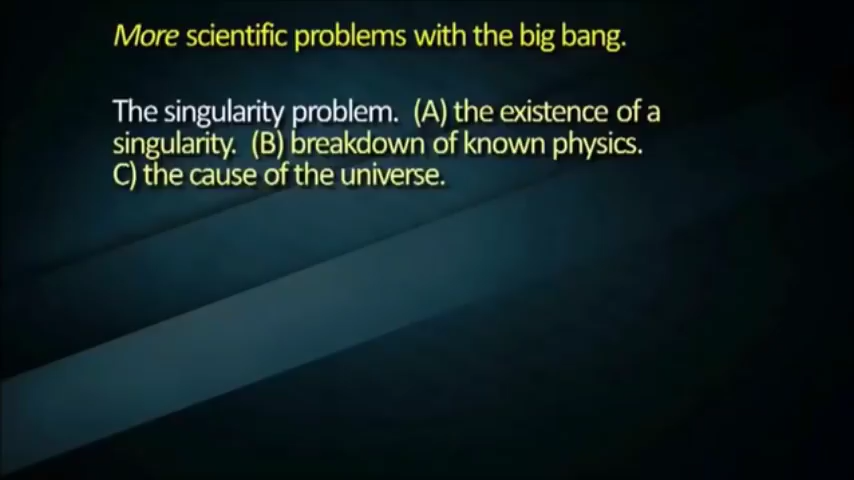 More scientific problems with the big bang.
The singularity problem. (A) the existence of a
singularity. (B) breakdown of known physics.
C) the cause of the universe.